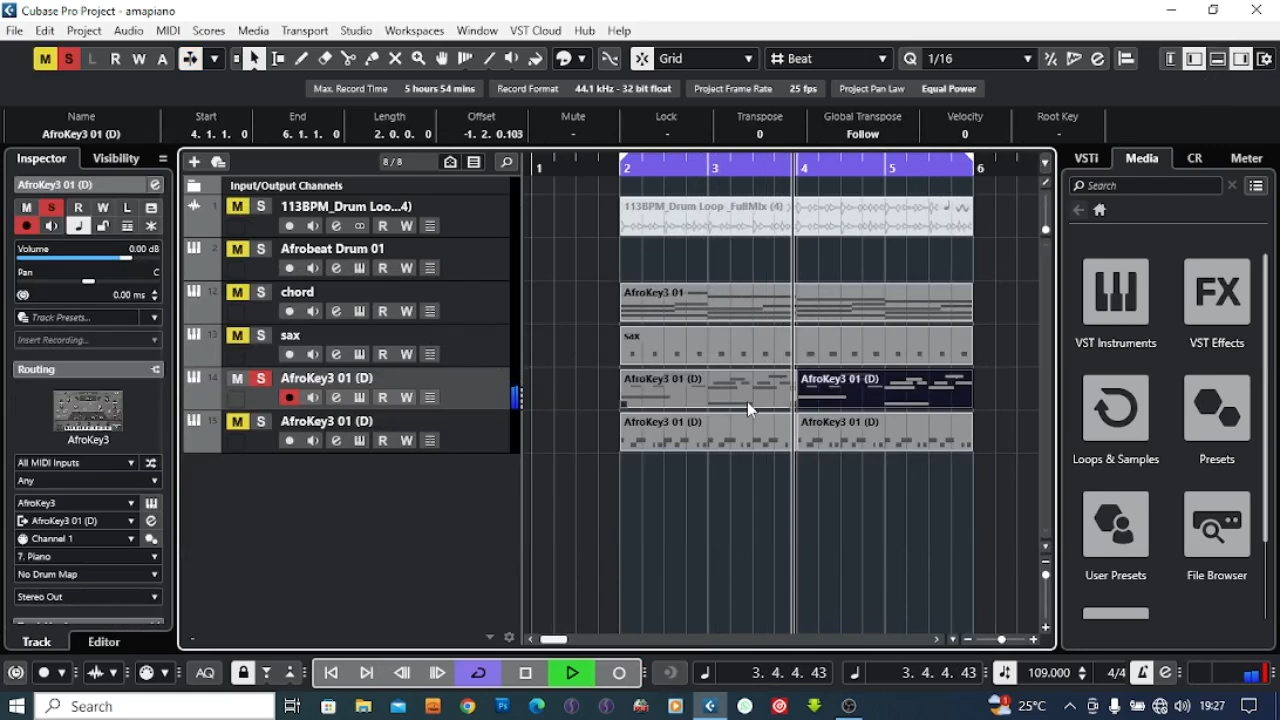 Cubase Pro Project - amapiano
File Edit Project Audio MIDI Scores Media Transport Studio Workspaces Window VST Cloud Hub Help
M S L R W A Grid Beat Q 1/16
Max. Record Time 5 hours 54 mins Record Format 44.1 kHz - 32 bit float Project Frame Rate 25 fps Project Pan Law Equal Power
Name Start End Length Offset Mute Lock Transpose Global Transpose Velocity Root Key
AfroKey3 01 (D) 4. 1. 1. 0 6. 1. 1. 0 2. 0. 0. 0 -1. 2. 0.103 - - 0 Follow 0 -
Inspector Visibility 8 / 8 1 2 3 4 5 6 VSTi Media CR Meter
AfroKey3 01 (D) Input/Output Channels Search
M S R W L
1 M S 113BPM_Drum Loo...4) 113BPM_Drum Loop _FullMix (4)
R W
Volume 0.00 dB
2 M S Afrobeat Drum 01
Pan C
R W
0.00 ms
12 M S chord AfroKey3 01
R W
Track Presets...
Insert Recording...
13 M S sax sax
R W
VST Instruments VST Effects
Routing
14 M S AfroKey3 01 (D) AfroKey3 01 (D) AfroKey3 01 (D)
R W
15 M S AfroKey3 01 (D) AfroKey3 01 (D) AfroKey3 01 (D)
R W
AfroKey3
Loops & Samples Presets
All MIDI Inputs
Any
AfroKey3
AfroKey3 01 (D)
Channel 1
7. Piano
No Drum Map
User Presets File Browser
Stereo Out
Track Editor
AQ 3. 4. 4. 43 3. 4. 4. 43 109.000 4/4
Search 25°C 19:27